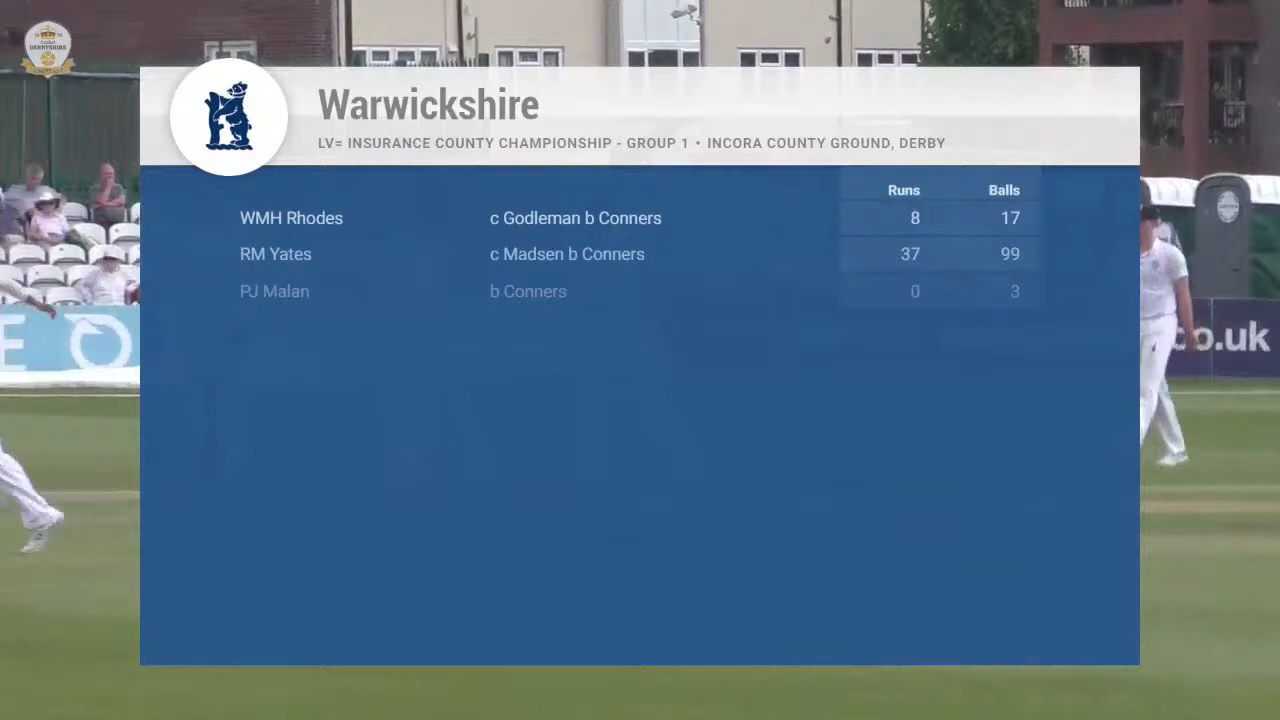 DERBYSHIRE
Warwickshire
LV= INSURANCE COUNTY CHAMPIONSHIP - GROUP 1 • INCORA COUNTY GROUND, DERBY
Runs Balls
WMH Rhodes c Godleman b Conners 8 17
RM Yates c Madsen b Conners 37 99
PJ Malan b Conners 0 3
E
co.uk